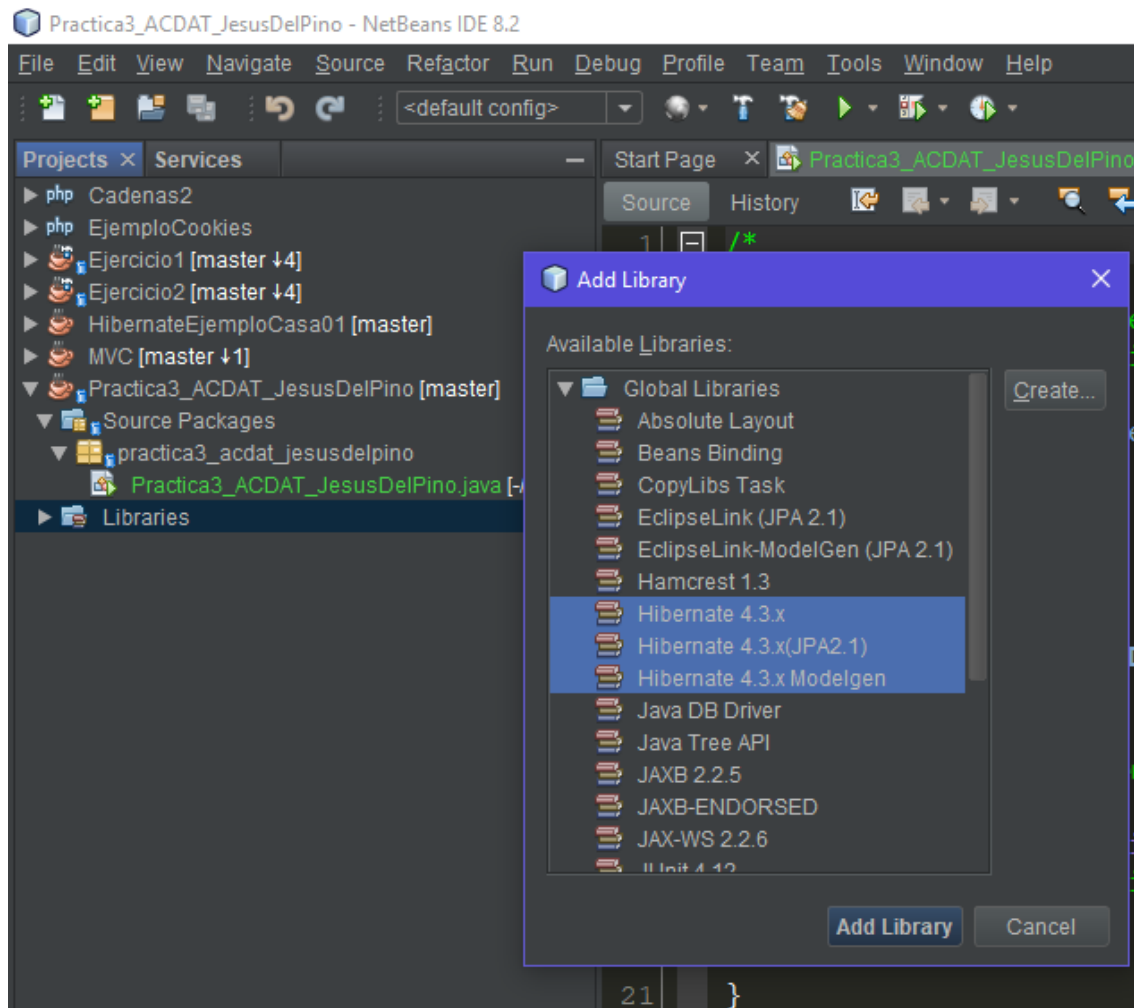 Practica3_ACDAT_JesusDelPino - NetBeans IDE 8.2
File Edit View Navigate Source Refactor Run Debug Profile Team Tools Window Help
<default config>
Projects Services
Start Page Practica3_ACDAT_JesusDelPino
php Cadenas2
php EjemploCookies
Ejercicio1 [master ↓4]
Ejercicio2 [master ↓4]
HibernateEjemploCasa01 [master]
MVC [master ↓1]
Practica3_ACDAT_JesusDelPino [master]
Source Packages
practica3_acdat_jesusdelpino
Practica3_ACDAT_JesusDelPino.java [-/
Libraries
Source History
1 /*
Add Library
Available Libraries:
Global Libraries
Absolute Layout
Beans Binding
CopyLibs Task
EclipseLink (JPA 2.1)
EclipseLink-ModelGen (JPA 2.1)
Hamcrest 1.3
Hibernate 4.3.x
Hibernate 4.3.x(JPA2.1)
Hibernate 4.3.x Modelgen
Java DB Driver
Java Tree API
JAXB 2.2.5
JAXB-ENDORSED
JAX-WS 2.2.6
JUnit 4.12
Create...
Add Library Cancel
21 }